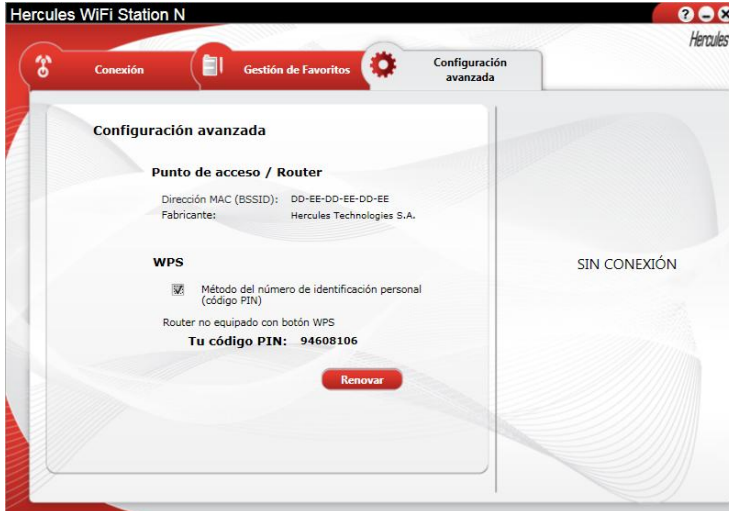 Hercules WiFi Station N
? - x
Hercules
Conexión
Gestión de Favoritos
Configuración
avanzada
Configuración avanzada
Punto de acceso / Router
Dirección MAC (BSSID): DD-EE-DD-EE-DD-EE
Fabricante: Hercules Technologies S.A.
WPS
Método del número de identificación personal
(código PIN)
Router no equipado con botón WPS
Tu código PIN: 94608106
Renovar
SIN CONEXIÓN